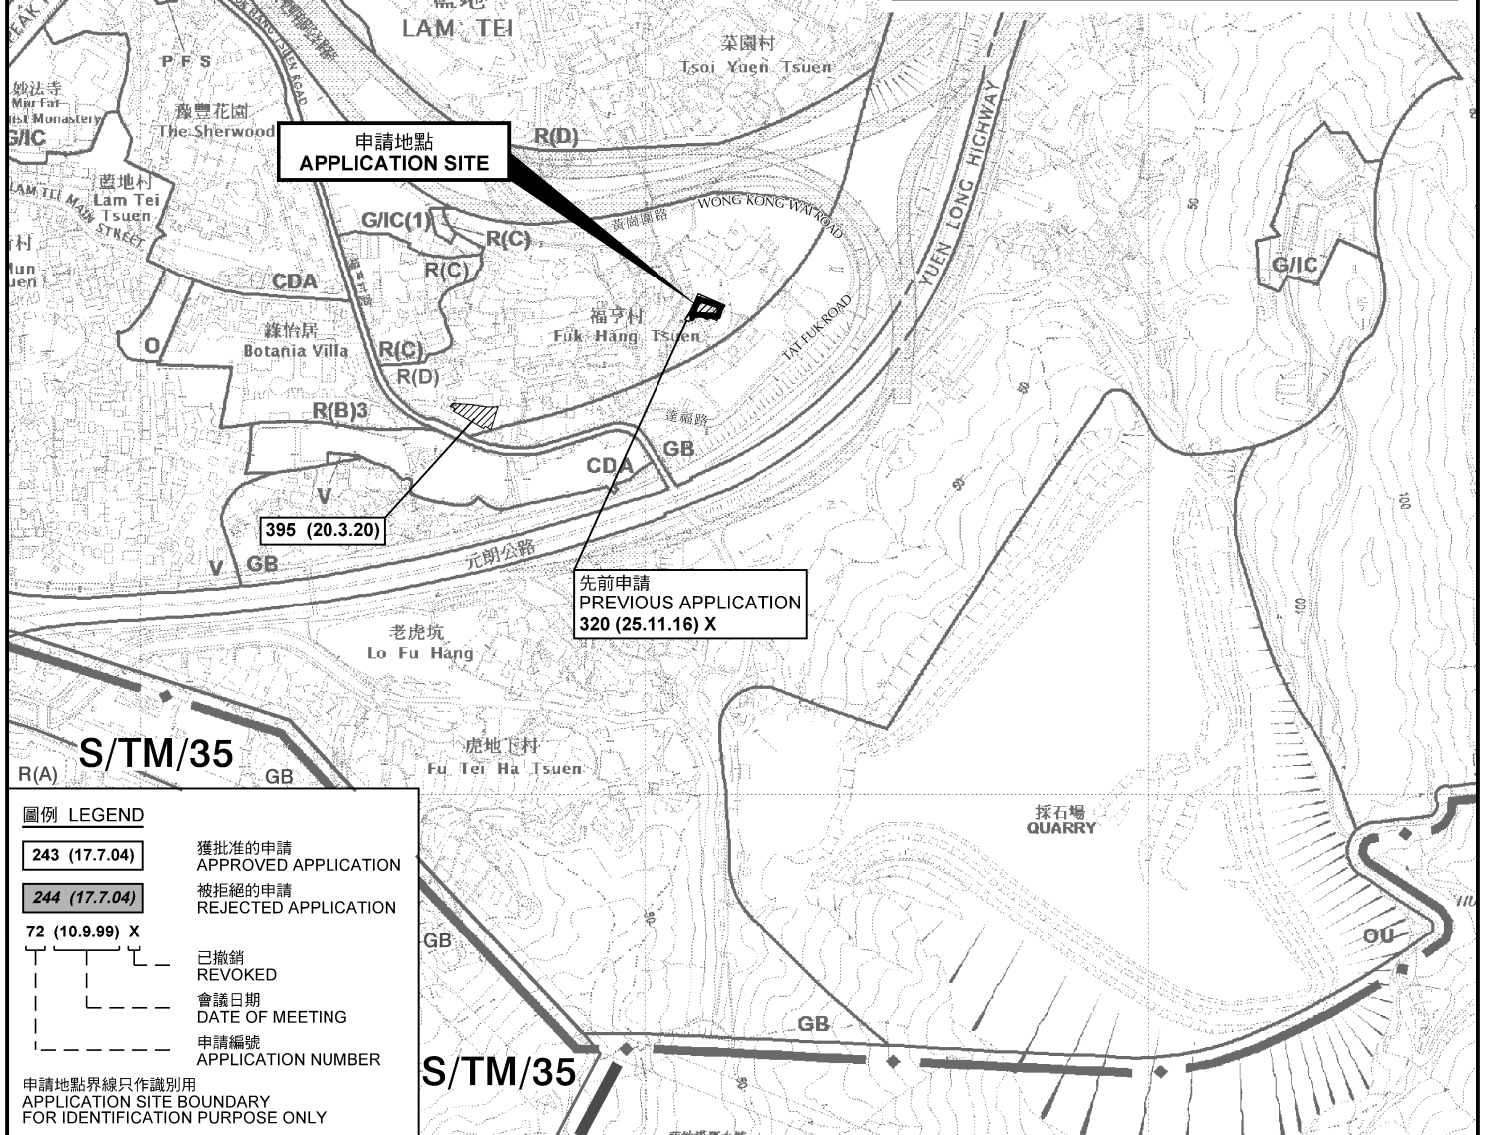 藍地
LAM TEI
菜園村
Tsoi Yuen Tsuen
P F S
妙法寺
Miu Fat
Monastery
G/IC
豫豐花園
The Sherwood
申請地點
APPLICATION SITE
R(D)
YUEN LONG HIGHWAY
藍地村
Lam Tei
Tsuen
LAM TEI MAIN STREET
G/IC(1)
R(C)
黃崗圍路
WONG KONG WAI ROAD
50
G/IC
R(C)
CDA
福亨村
Fuk Hang Tsuen
綠怡居
Botania Villa
O
R(C)
R(D)
TAT FUK ROAD
50
R(B)3
達福路
GB
CDA
V
50
100
395 (20.3.20)
V
GB
元朗公路
先前申請
PREVIOUS APPLICATION
320 (25.11.16) X
100
老虎坑
Lo Fu Hang
S/TM/35
R(A)
GB
虎地下村
Fu Tei Ha Tsuen
採石場
QUARRY
圖例 LEGEND
243 (17.7.04)
獲批准的申請
APPROVED APPLICATION
244 (17.7.04)
被拒絕的申請
REJECTED APPLICATION
72 (10.9.99) X
已撤銷
REVOKED
會議日期
DATE OF MEETING
申請編號
APPLICATION NUMBER
申請地點界線只作識別用
APPLICATION SITE BOUNDARY
FOR IDENTIFICATION PURPOSE ONLY
GB
50
OU
GB
S/TM/35